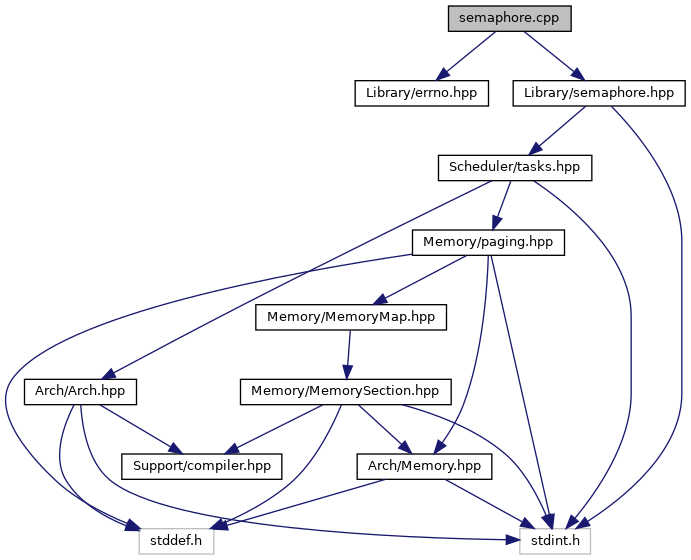 semaphore.cpp
Library/errno.hpp
Library/semaphore.hpp
Scheduler/tasks.hpp
Memory/paging.hpp
Memory/MemoryMap.hpp
Arch/Arch.hpp
Memory/MemorySection.hpp
Support/compiler.hpp
Arch/Memory.hpp
stddef.h
stdint.h